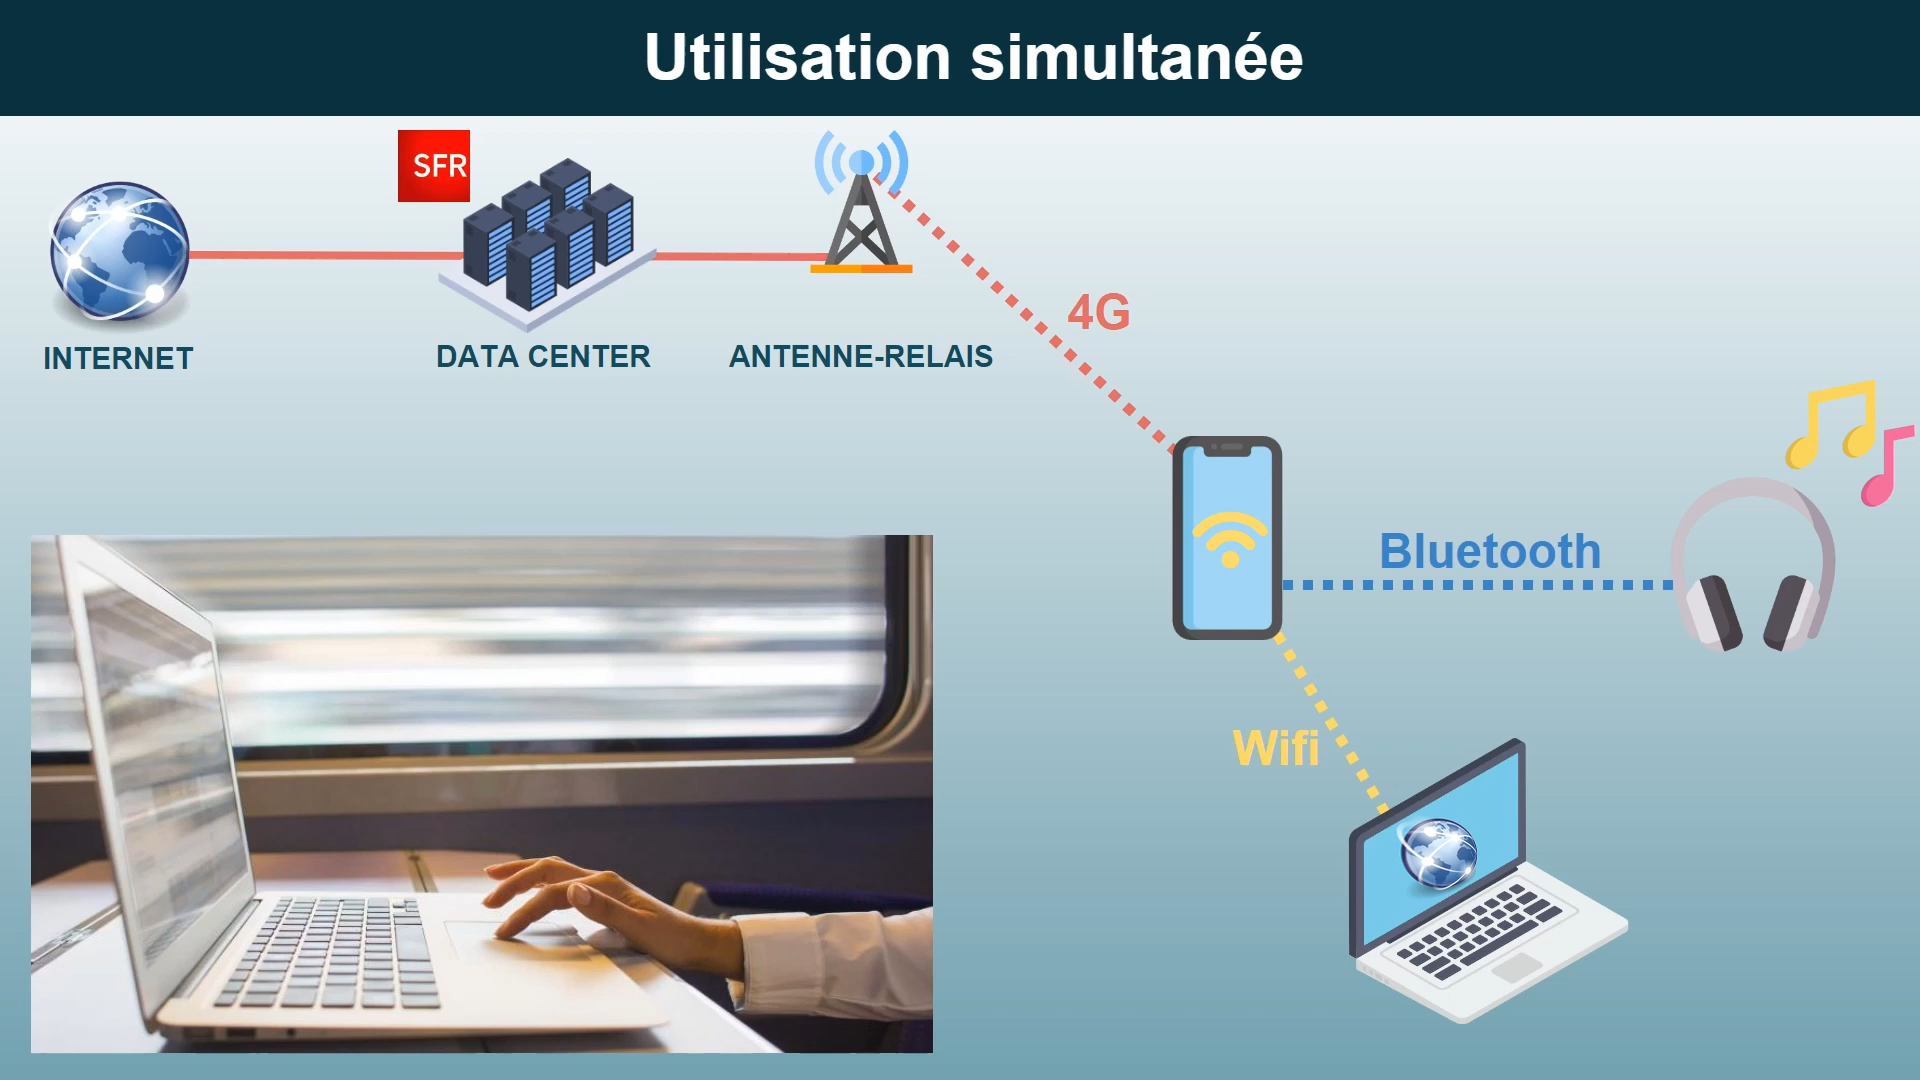 Utilisation simultanée
SFR
INTERNET
DATA CENTER
ANTENNE-RELAIS
4G
Bluetooth
Wifi